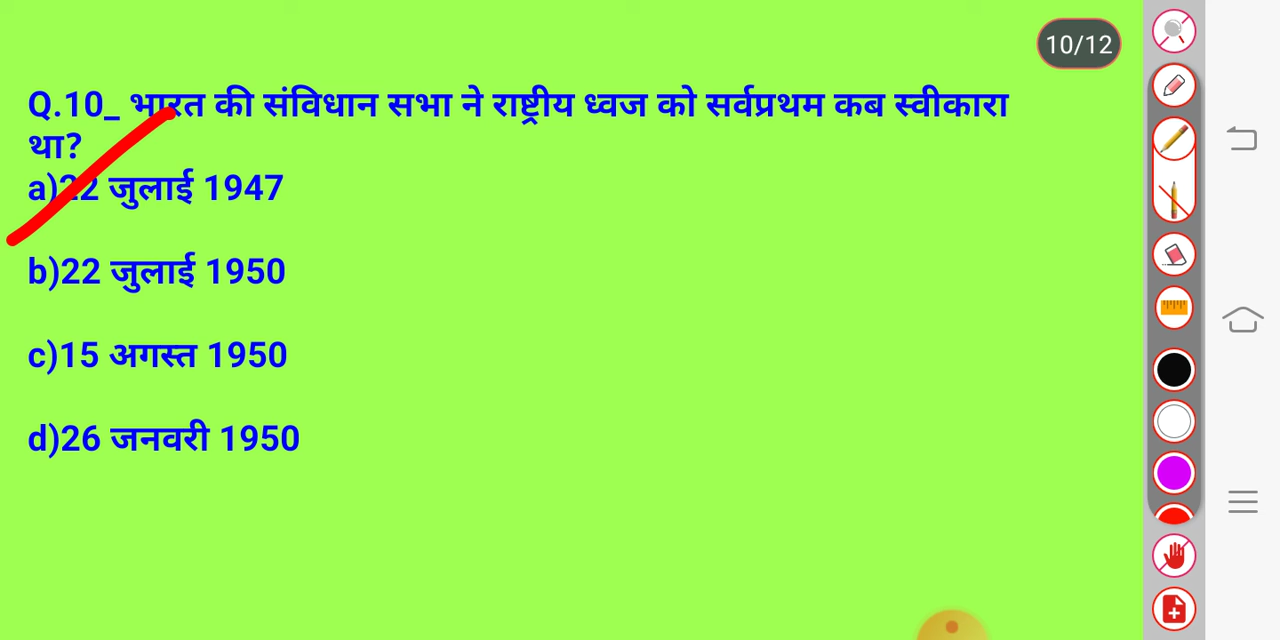 10/12
Q.10_ भारत की संविधान सभा ने राष्ट्रीय ध्वज को सर्वप्रथम कब स्वीकारा
था?
a)22 जुलाई 1947
b)22 जुलाई 1950
c)15 अगस्त 1950
d)26 जनवरी 1950